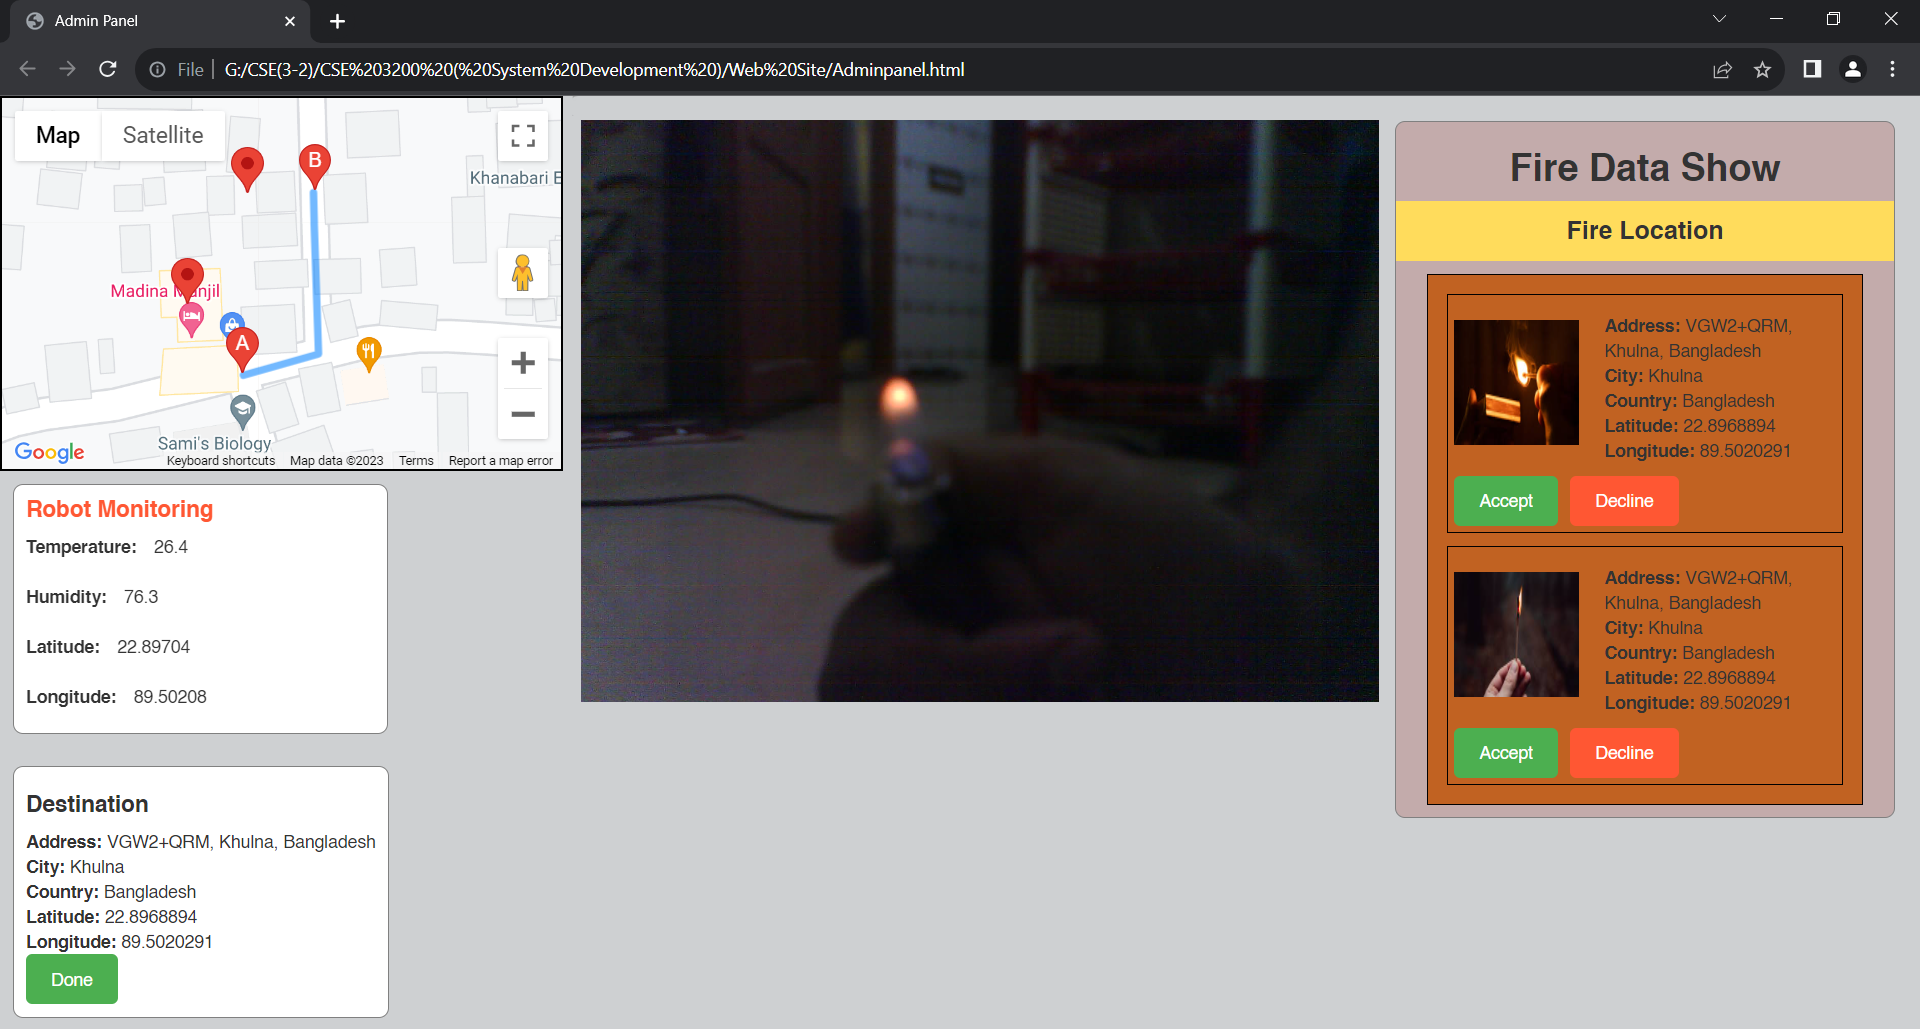 Admin Panel
File
G:/CSE(3-2)/CSE%203200%20(%20System%20Development%20)/Web%20Site/Adminpanel.html
Map
Satellite
B
Khanabari E
Madina Manjil
A
Sami's Biology
Google
Keyboard shortcuts
Map data ©2023
Terms
Report a map error
Robot Monitoring
Temperature: 26.4
Humidity: 76.3
Latitude: 22.89704
Longitude: 89.50208
Destination
Address: VGW2+QRM, Khulna, Bangladesh
City: Khulna
Country: Bangladesh
Latitude: 22.8968894
Longitude: 89.5020291
Done
Fire Data Show
Fire Location
Address: VGW2+QRM,
Khulna, Bangladesh
City: Khulna
Country: Bangladesh
Latitude: 22.8968894
Longitude: 89.5020291
Accept
Decline
Address: VGW2+QRM,
Khulna, Bangladesh
City: Khulna
Country: Bangladesh
Latitude: 22.8968894
Longitude: 89.5020291
Accept
Decline